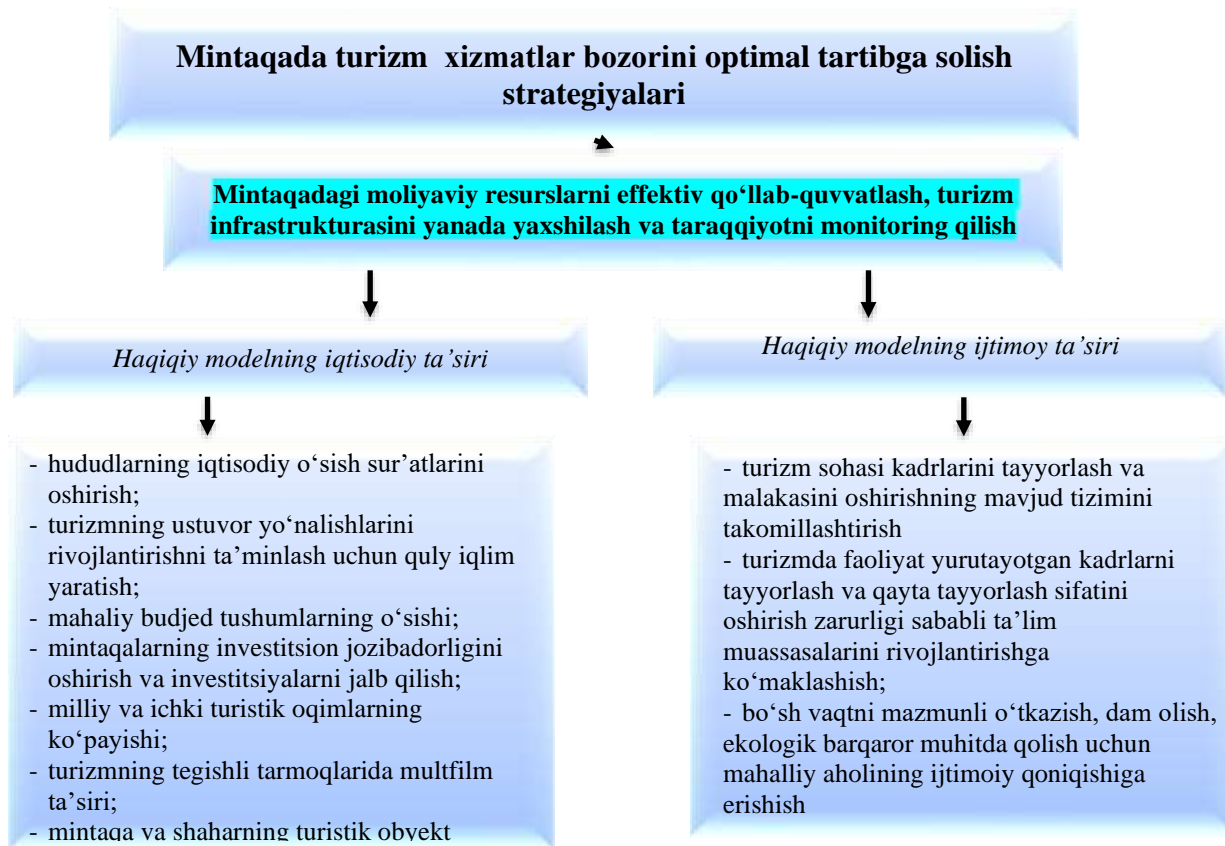 Mintaqada turizm xizmatlar bozorini optimal tartibga solish
strategiyalari
Mintaqadagi moliyaviy resurslarni effektiv qo‘llab-quvvatlash, turizm
infrastrukturasini yanada yaxshilash va taraqqiyotni monitoring qilish
Haqiqiy modelning iqtisodiy ta’siri
Haqiqiy modelning ijtimoy ta’siri
- hududlarning iqtisodiy o‘sish sur’atlarini
oshirish;
- turizmning ustuvor yo‘nalishlarini
rivojlantirishni ta’minlash uchun quly iqlim
yaratish;
- mahaliy budjed tushumlarning o‘sishi;
- mintaqalarning investitsion jozibadorligini
oshirish va investitsiyalarni jalb qilish;
- milliy va ichki turistik oqimlarning
ko‘payishi;
- turizmning tegishli tarmoqlarida multfilm
ta’siri;
- mintaqa va shaharning turistik obyekt
- turizm sohasi kadrlarini tayyorlash va
malakasini oshirishning mavjud tizimini
takomillashtirish
- turizmda faoliyat yurutayotgan kadrlarni
tayyorlash va qayta tayyorlash sifatini
oshirish zarurligi sababli ta’lim
muassasalarini rivojlantirishga
ko‘maklashish;
- bo‘sh vaqtni mazmunli o‘tkazish, dam olish,
ekologik barqaror muhitda qolish uchun
mahalliy aholining ijtimoiy qoniqishiga
erishish